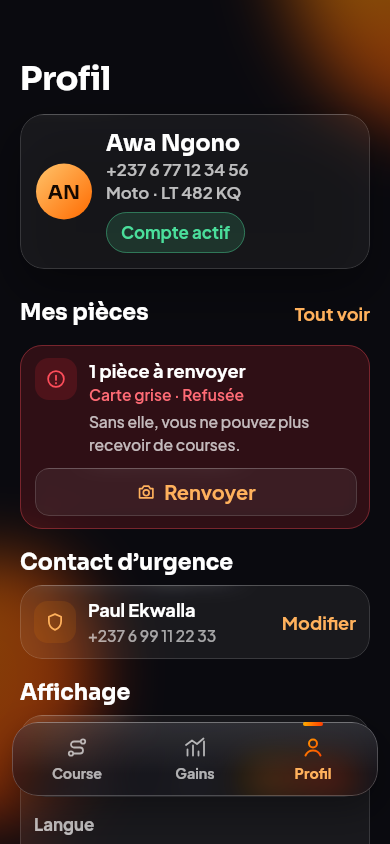 Profil
Awa Ngono
+237 6 77 12 34 56
Moto · LT 482 KQ
AN
Compte actif
Mes pièces
Tout voir
1 pièce à renvoyer
Carte grise · Refusée
Sans elle, vous ne pouvez plus
recevoir de courses.
Renvoyer
Contact d’urgence
Paul Ekwalla
+237 6 99 11 22 33
Modifier
Affichage
Course
Gains
Profil
Langue